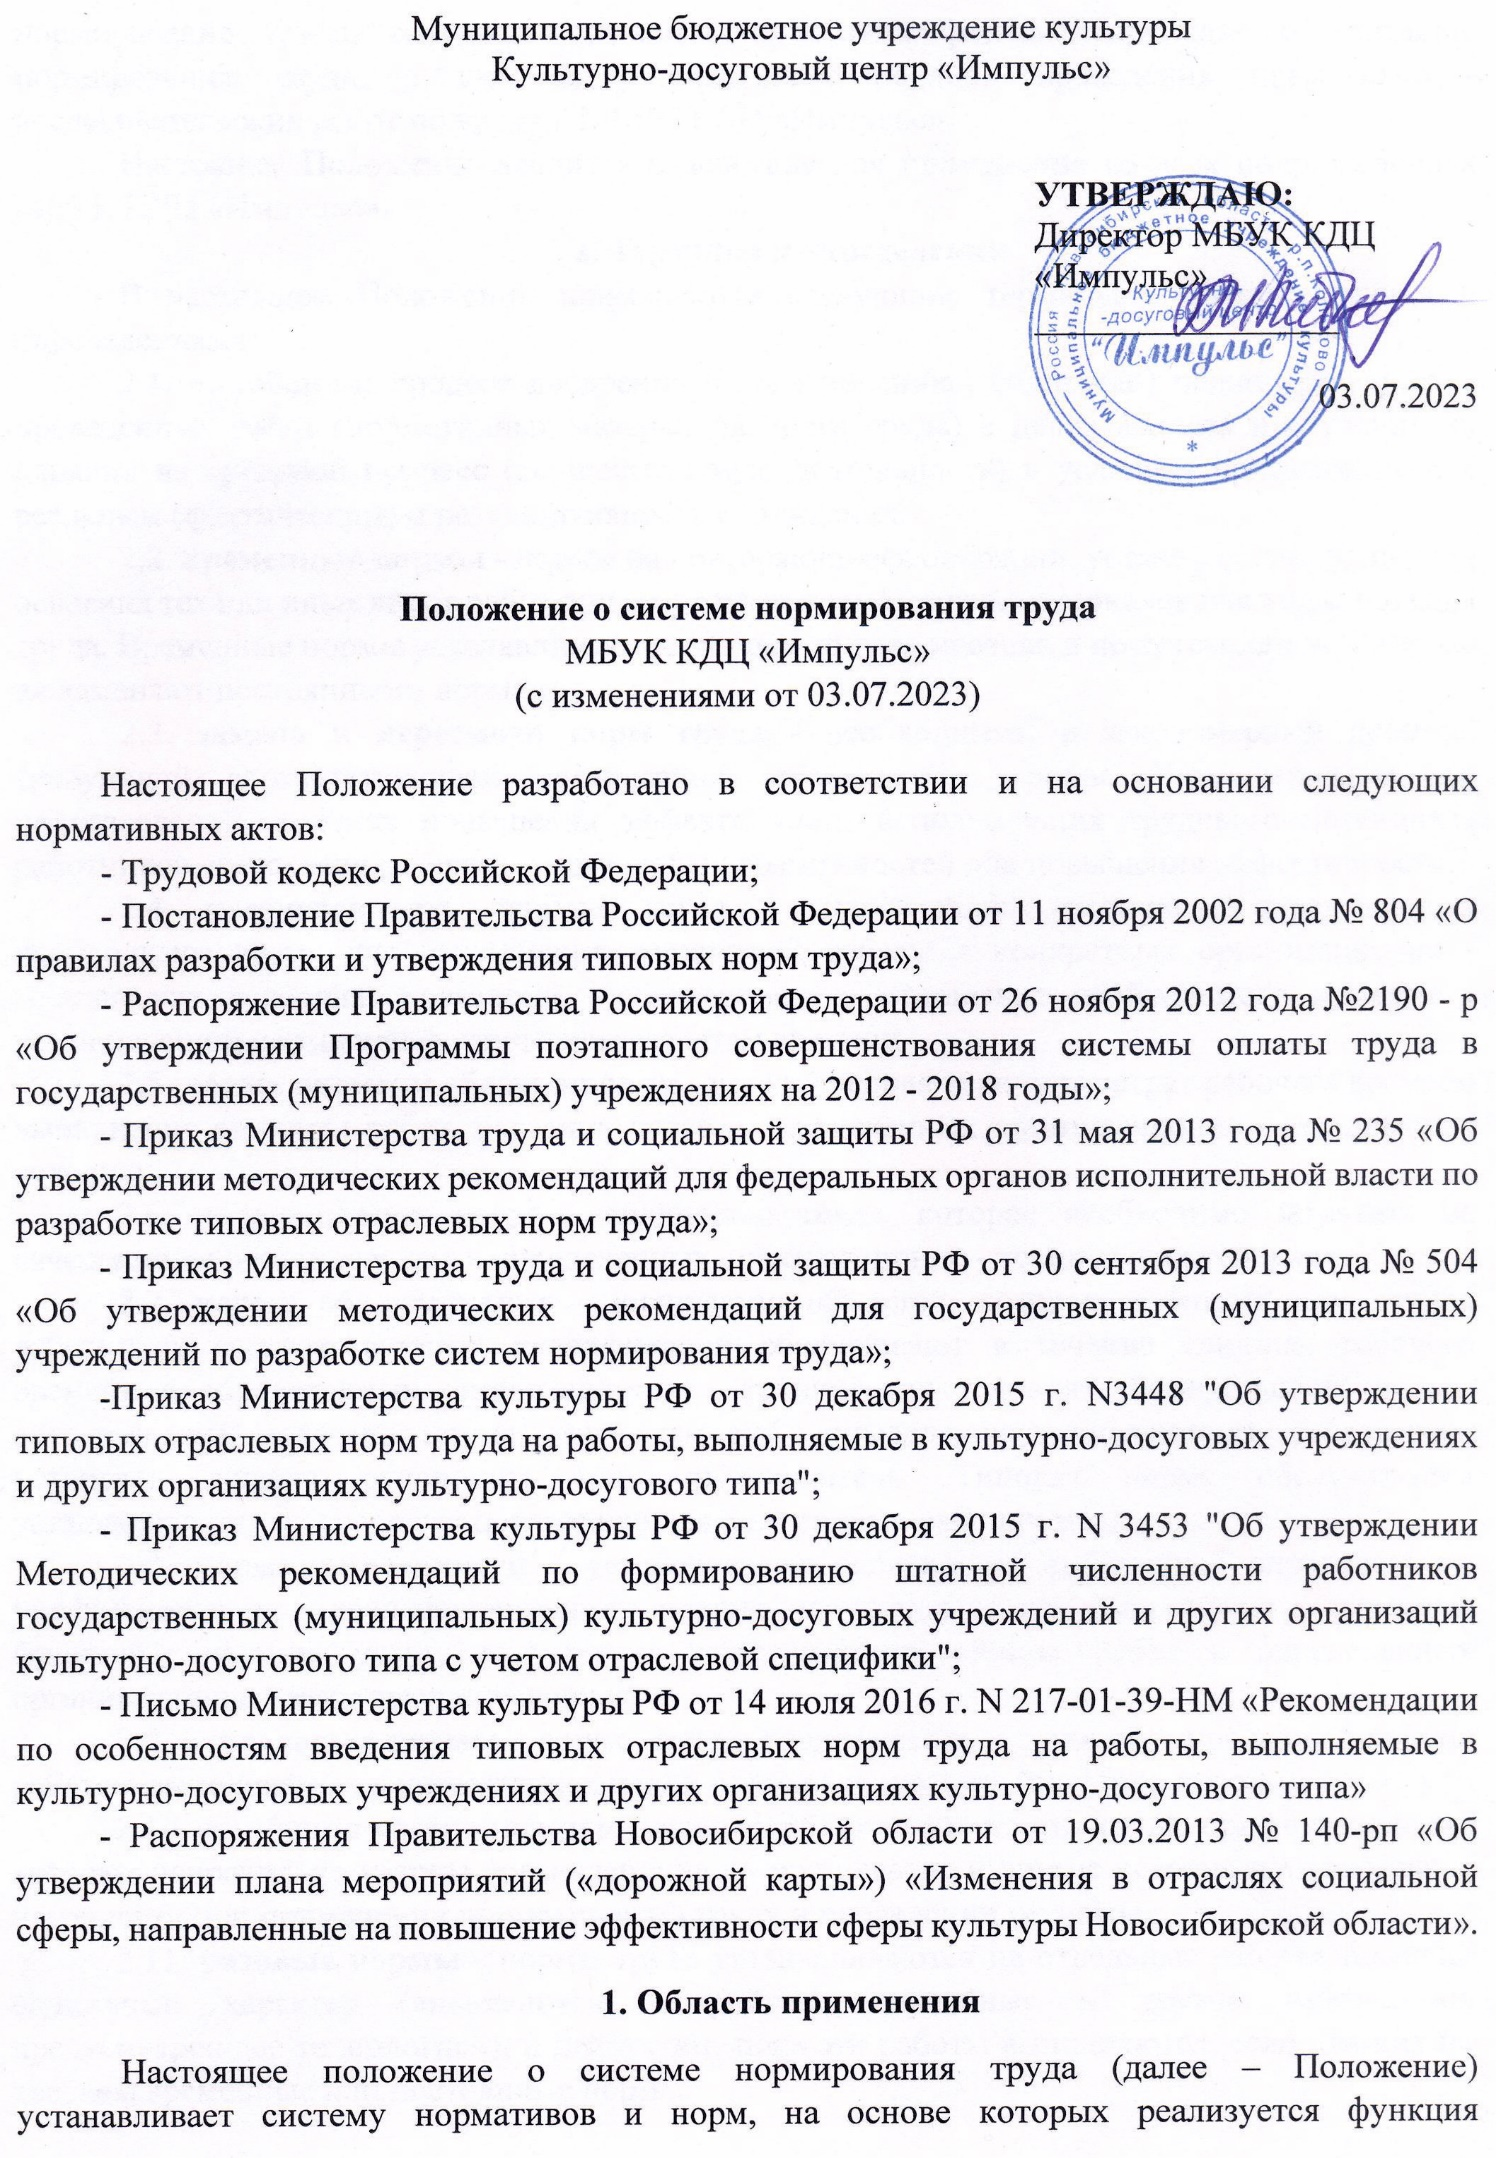 Муниципальное бюджетное учреждение культуры
Культурно-досуговый центр «Импульс»
УТВЕРЖДАЮ:
Директор МБУК КДЦ
«Импульс»
Россия Новосибирская область р.п.Кольцово
Муниципальное бюджетное учреждение культуры
Культурно-
-досуговый центр
“Импульс”
*
03.07.2023
Положение о системе нормирования труда
МБУК КДЦ «Импульс»
(с изменениями от 03.07.2023)
Настоящее Положение разработано в соответствии и на основании следующих
нормативных актов:
- Трудовой кодекс Российской Федерации;
- Постановление Правительства Российской Федерации от 11 ноября 2002 года № 804 «О
правилах разработки и утверждения типовых норм труда»;
- Распоряжение Правительства Российской Федерации от 26 ноября 2012 года №2190 - р
«Об утверждении Программы поэтапного совершенствования системы оплаты труда в
государственных (муниципальных) учреждениях на 2012 - 2018 годы»;
- Приказ Министерства труда и социальной защиты РФ от 31 мая 2013 года № 235 «Об
утверждении методических рекомендаций для федеральных органов исполнительной власти по
разработке типовых отраслевых норм труда»;
- Приказ Министерства труда и социальной защиты РФ от 30 сентября 2013 года № 504
«Об утверждении методических рекомендаций для государственных (муниципальных)
учреждений по разработке систем нормирования труда»;
-Приказ Министерства культуры РФ от 30 декабря 2015 г. N3448 "Об утверждении
типовых отраслевых норм труда на работы, выполняемые в культурно-досуговых учреждениях
и других организациях культурно-досугового типа";
- Приказ Министерства культуры РФ от 30 декабря 2015 г. N 3453 "Об утверждении
Методических рекомендаций по формированию штатной численности работников
государственных (муниципальных) культурно-досуговых учреждений и других организаций
культурно-досугового типа с учетом отраслевой специфики";
- Письмо Министерства культуры РФ от 14 июля 2016 г. N 217-01-39-НМ «Рекомендации
по особенностям введения типовых отраслевых норм труда на работы, выполняемые в
культурно-досуговых учреждениях и других организациях культурно-досугового типа»
- Распоряжения Правительства Новосибирской области от 19.03.2013 № 140-рп «Об
утверждении плана мероприятий («дорожной карты») «Изменения в отраслях социальной
сферы, направленные на повышение эффективности сферы культуры Новосибирской области».
1. Область применения
Настоящее положение о системе нормирования труда (далее – Положение)
устанавливает систему нормативов и норм, на основе которых реализуется функция